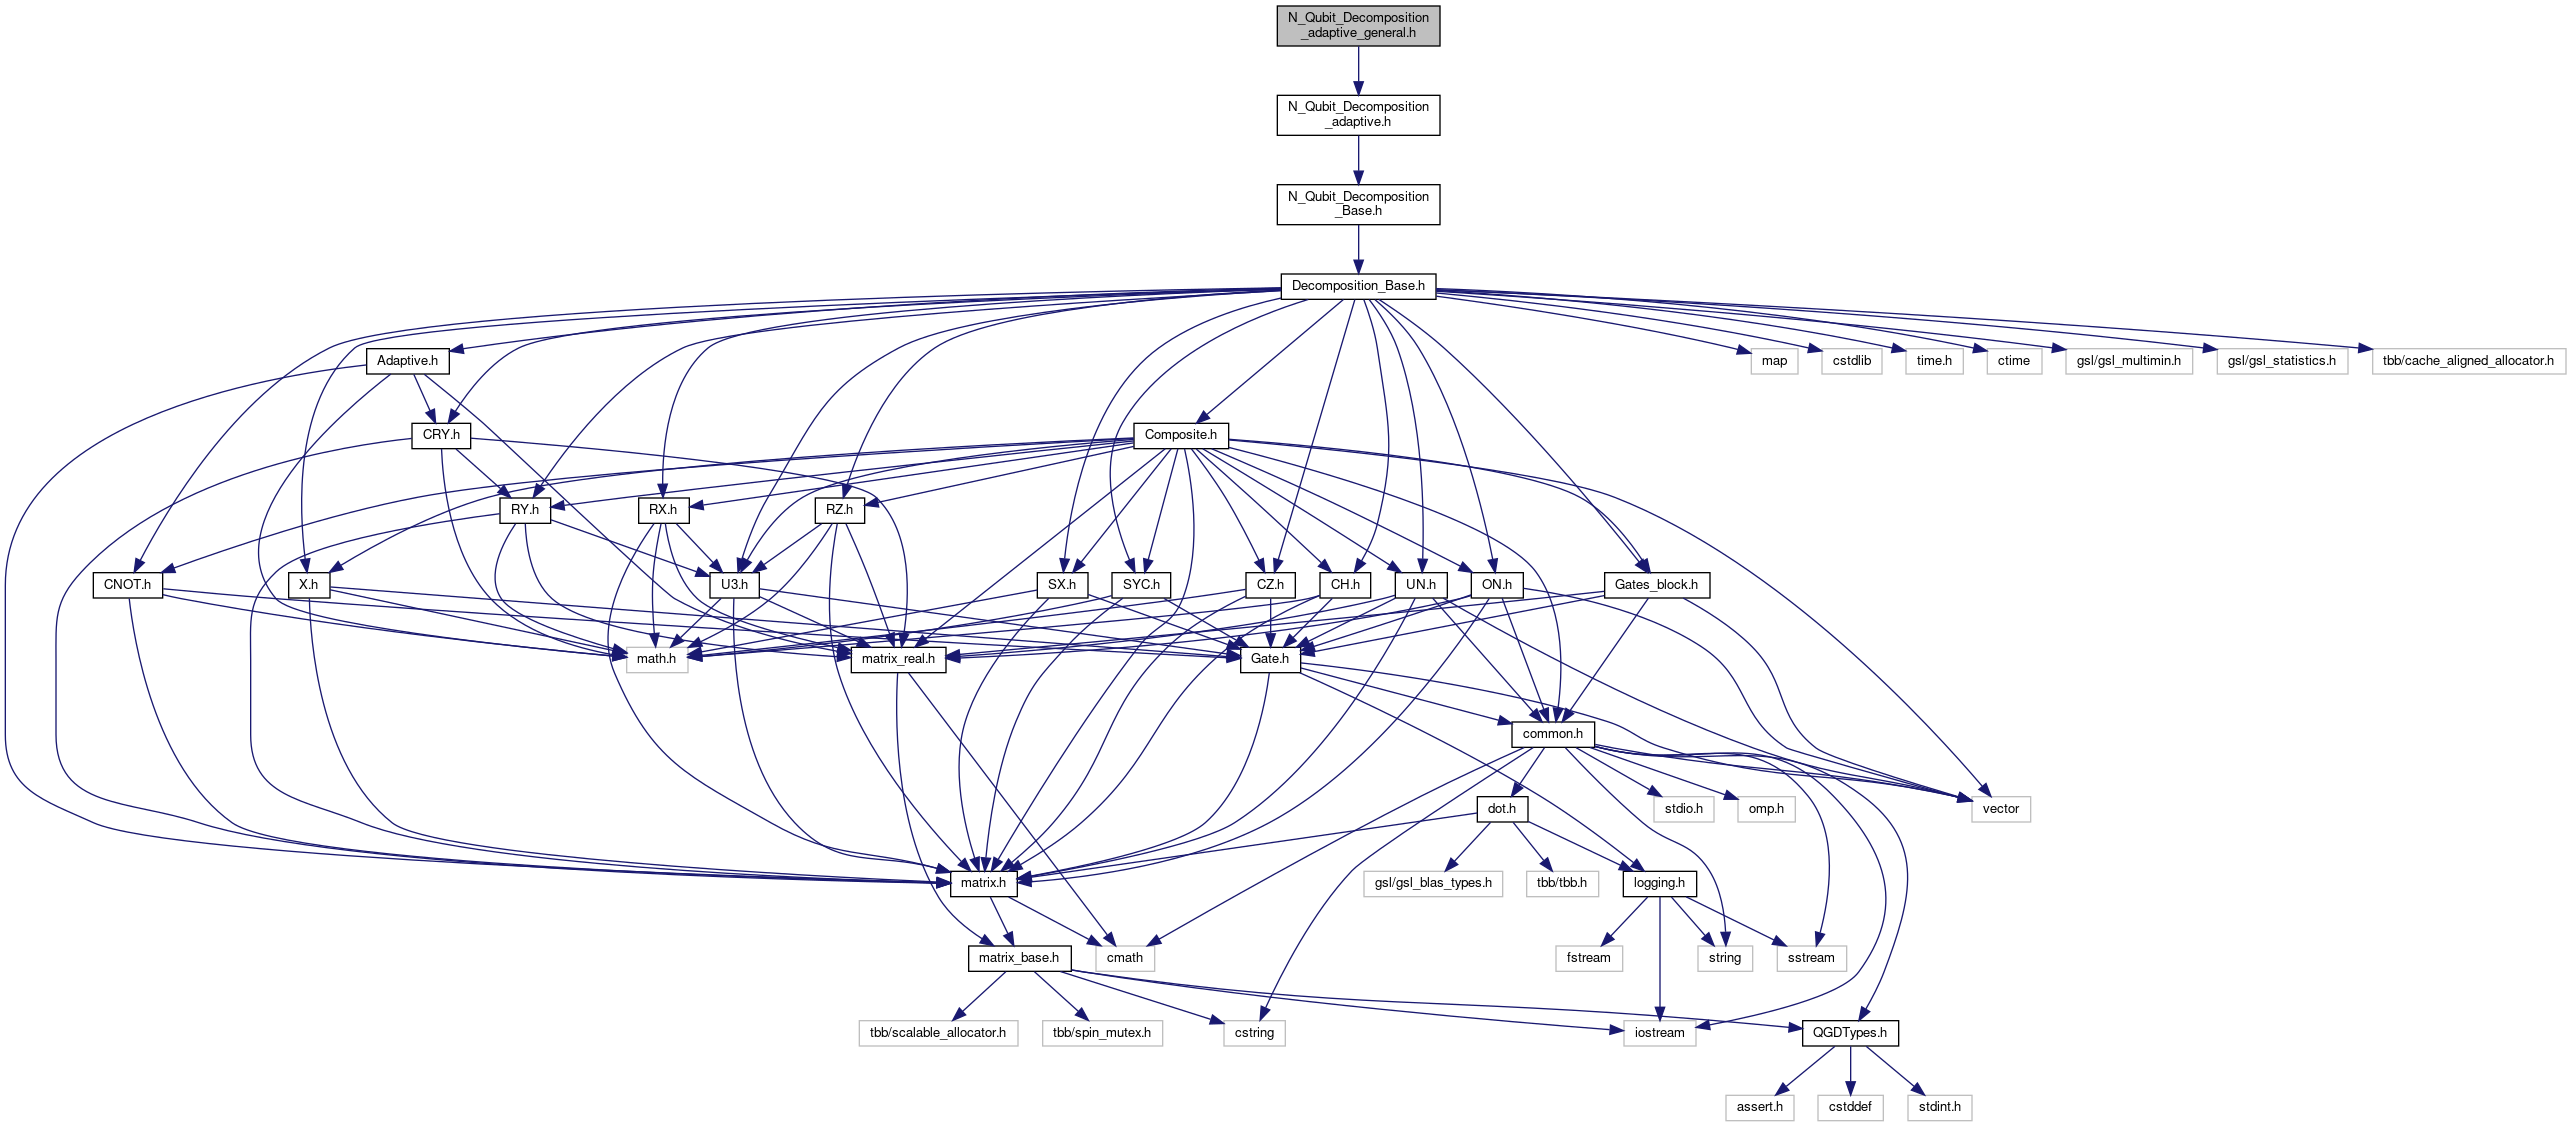 N_Qubit_Decomposition
_adaptive_general.h
N_Qubit_Decomposition
_adaptive.h
N_Qubit_Decomposition
_Base.h
Decomposition_Base.h
Adaptive.h
map
cstdlib
time.h
ctime
gsl/gsl_multimin.h
gsl/gsl_statistics.h
tbb/cache_aligned_allocator.h
CRY.h
Composite.h
RY.h
RX.h
RZ.h
CNOT.h
X.h
U3.h
SX.h
SYC.h
CZ.h
CH.h
UN.h
ON.h
Gates_block.h
math.h
matrix_real.h
Gate.h
common.h
dot.h
stdio.h
omp.h
vector
matrix.h
gsl/gsl_blas_types.h
tbb/tbb.h
logging.h
matrix_base.h
cmath
fstream
string
sstream
tbb/scalable_allocator.h
tbb/spin_mutex.h
cstring
iostream
QGDTypes.h
assert.h
cstddef
stdint.h